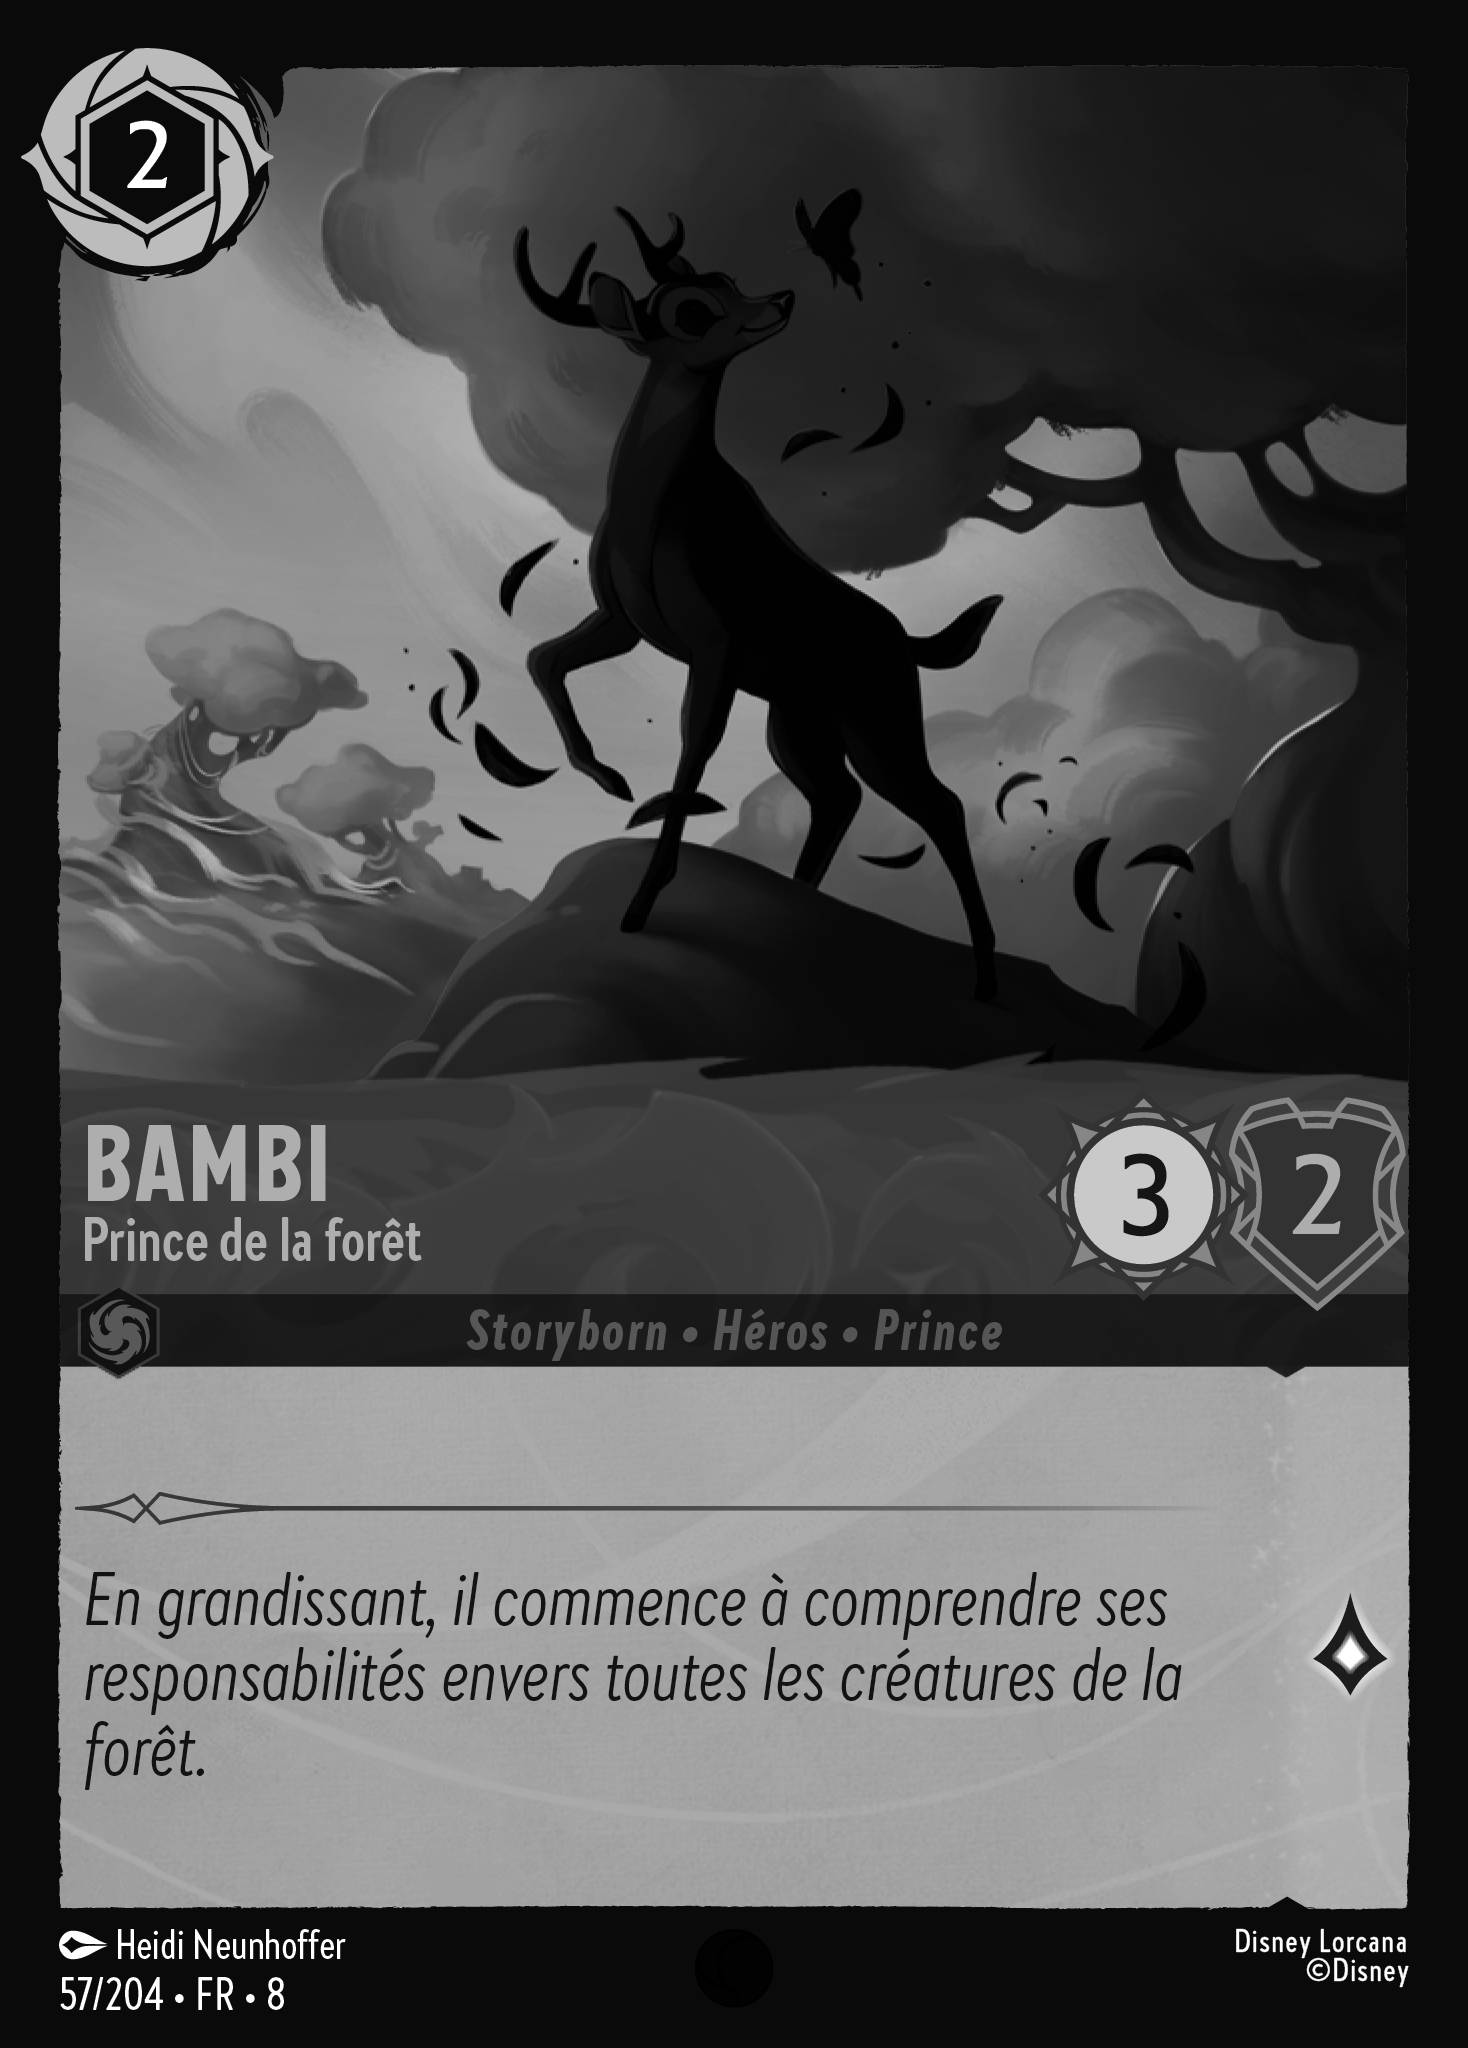 2
BAMBI
Prince de la forêt
3
2
Storyborn • Héros • Prince
En grandissant, il commence à comprendre ses
responsabilités envers toutes les créatures de la
forêt.
Heidi Neunhoffer
57/204 • FR • 8
Disney Lorcana
©Disney